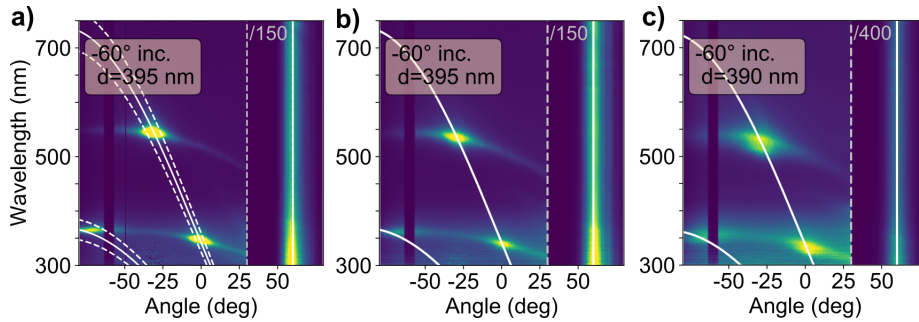 a)
b)
c)
/150
/150
/400
-60° inc.
d=395 nm
-60° inc.
d=395 nm
-60° inc.
d=390 nm
Wavelength (nm)
700
500
300
700
500
300
700
500
300
-50 -25 0 25 50
-50 -25 0 25 50
-50 -25 0 25 50
Angle (deg)
Angle (deg)
Angle (deg)